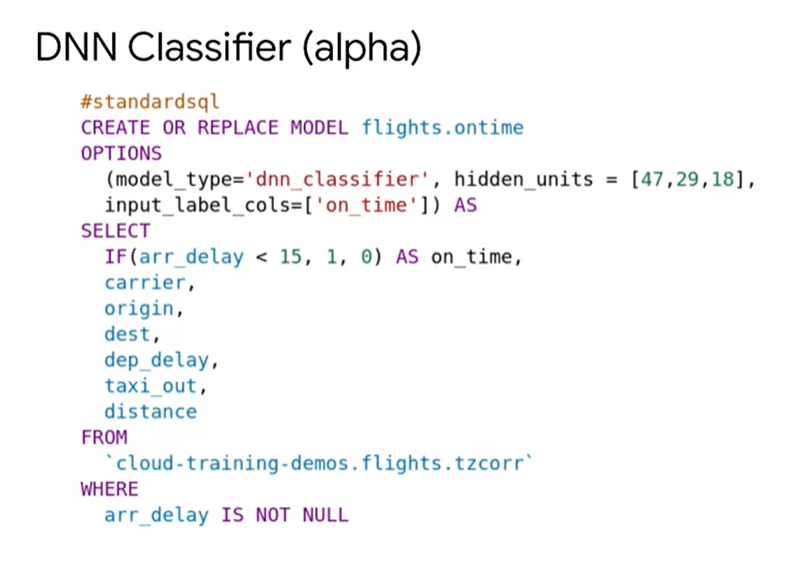 DNN Classifier (alpha)
#standardsql
CREATE OR REPLACE MODEL flights.ontime
OPTIONS
(model_type='dnn_classifier', hidden_units = [47,29,18],
input_label_cols=['on_time']) AS
SELECT
IF(arr_delay < 15, 1, 0) AS on_time,
carrier,
origin,
dest,
dep_delay,
taxi_out,
distance
FROM
`cloud-training-demos.flights.tzcorr`
WHERE
arr_delay IS NOT NULL